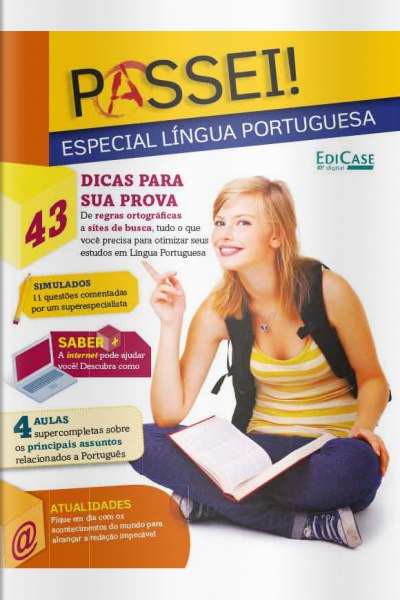 PASSEI!
ESPECIAL LÍNGUA PORTUGUESA
EDICASE
digital
43
DICAS PARA
SUA PROVA
De regras ortográficas
a sites de busca, tudo o que
você precisa para otimizar seus
estudos em Língua Portuguesa
SIMULADOS
11 questões comentadas
por um superespecialista
SABER +
A internet pode ajudar
você! Descubra como
4 AULAS
supercompletas sobre
os principais assuntos
relacionados a Português
@
ATUALIDADES
Fique em dia com os
acontecimentos do mundo para
alcançar a redação impecável